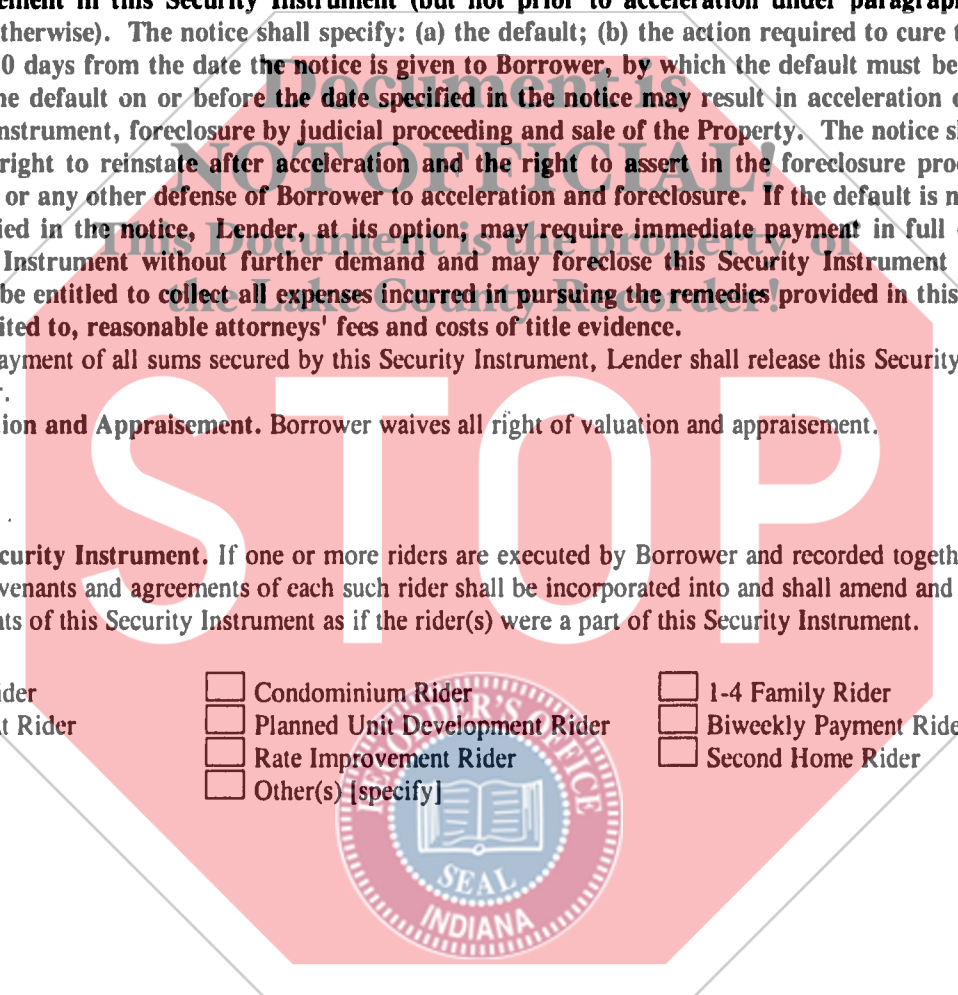 ement in this Security Instrument (but not prior to acceleration under paragraph
therwise). The notice shall specify: (a) the default; (b) the action required to cure t
0 days from the date the notice is given to Borrower, by which the default must be
ne default on or before the date specified in the notice may result in acceleration o
nstrument, foreclosure by judicial proceeding and sale of the Property. The notice sh
right to reinstate after acceleration and the right to assert in the foreclosure proc
or any other defense of Borrower to acceleration and foreclosure. If the default is n
ied in the notice, Lender, at its option, may require immediate payment in full
Instrument without further demand and may foreclose this Security Instrument
be entitled to collect all expenses incurred in pursuing the remedies provided in this
ited to, reasonable attorneys' fees and costs of title evidence.
ayment of all sums secured by this Security Instrument, Lender shall release this Security
r.
ion and Appraisement. Borrower waives all right of valuation and appraisement.
curity Instrument. If one or more riders are executed by Borrower and recorded togeth
venants and agreements of each such rider shall be incorporated into and shall amend and
nts of this Security Instrument as if the rider(s) were a part of this Security Instrument.
ider Condominium Rider 1-4 Family Rider
t Rider Planned Unit Development Rider Biweekly Payment Ride
Rate Improvement Rider Second Home Rider
Other(s) [specify]
Document is
NOT OFFICIAL!
This Document is the property of
the Lake County Recorder!
STOP
RECORDER'S OFFICE
SEAL
INDIANA